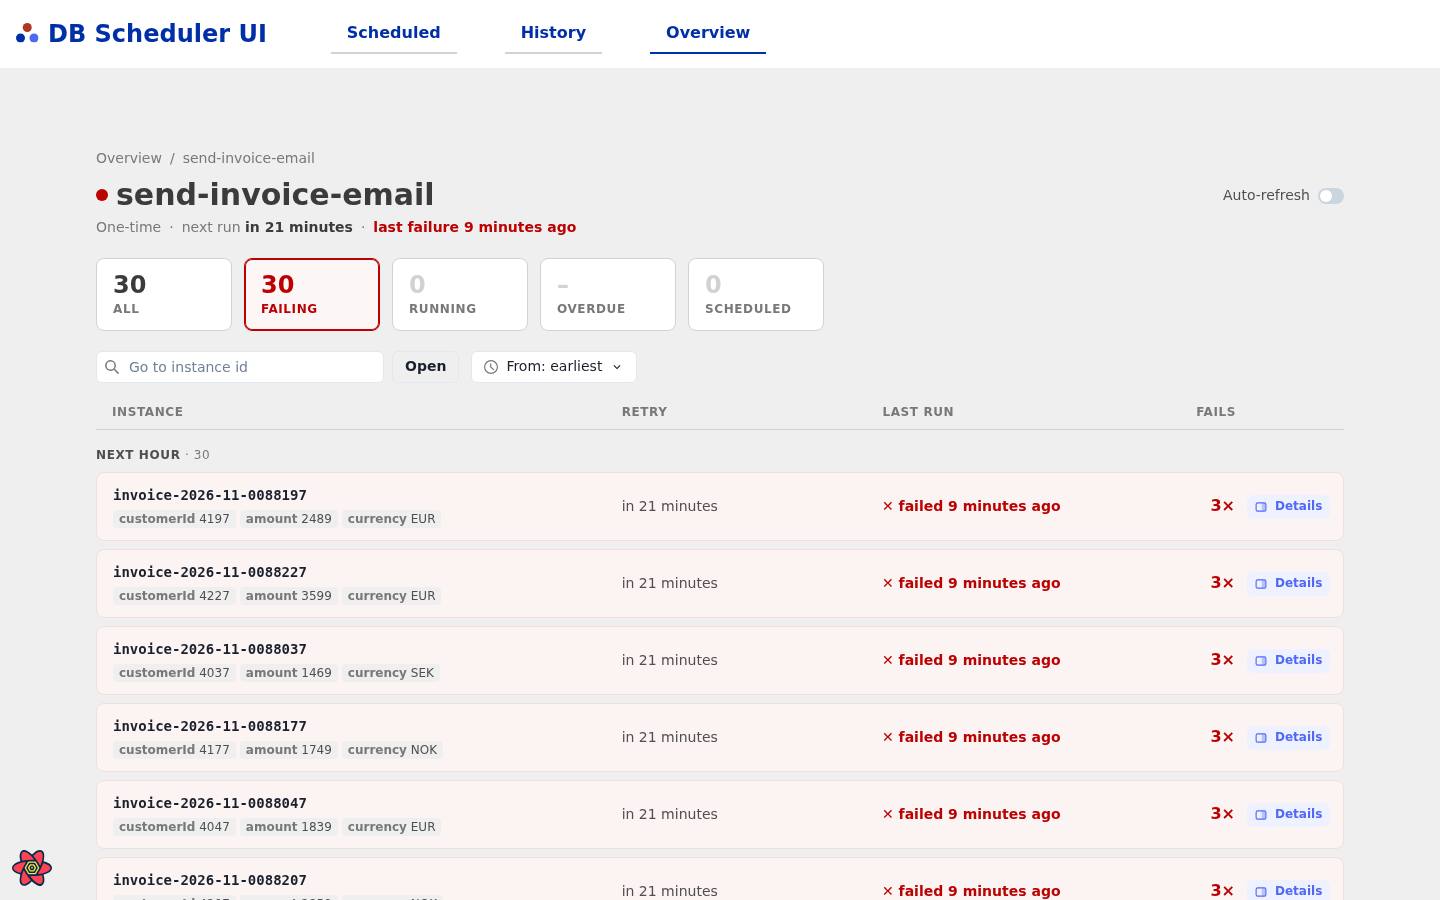 DB Scheduler UI Scheduled History Overview
Overview / send-invoice-email
send-invoice-email Auto-refresh
One-time · next run in 21 minutes · last failure 9 minutes ago
30 30 0 – 0
ALL FAILING RUNNING OVERDUE SCHEDULED
Go to instance id Open From: earliest
INSTANCE RETRY LAST RUN FAILS
NEXT HOUR · 30
invoice-2026-11-0088197
in 21 minutes ✕ failed 9 minutes ago 3× Details
customerId 4197 amount 2489 currency EUR
invoice-2026-11-0088227
in 21 minutes ✕ failed 9 minutes ago 3× Details
customerId 4227 amount 3599 currency EUR
invoice-2026-11-0088037
in 21 minutes ✕ failed 9 minutes ago 3× Details
customerId 4037 amount 1469 currency SEK
invoice-2026-11-0088177
in 21 minutes ✕ failed 9 minutes ago 3× Details
customerId 4177 amount 1749 currency NOK
invoice-2026-11-0088047
in 21 minutes ✕ failed 9 minutes ago 3× Details
customerId 4047 amount 1839 currency EUR
invoice-2026-11-0088207
in 21 minutes ✕ failed 9 minutes ago 3× Details